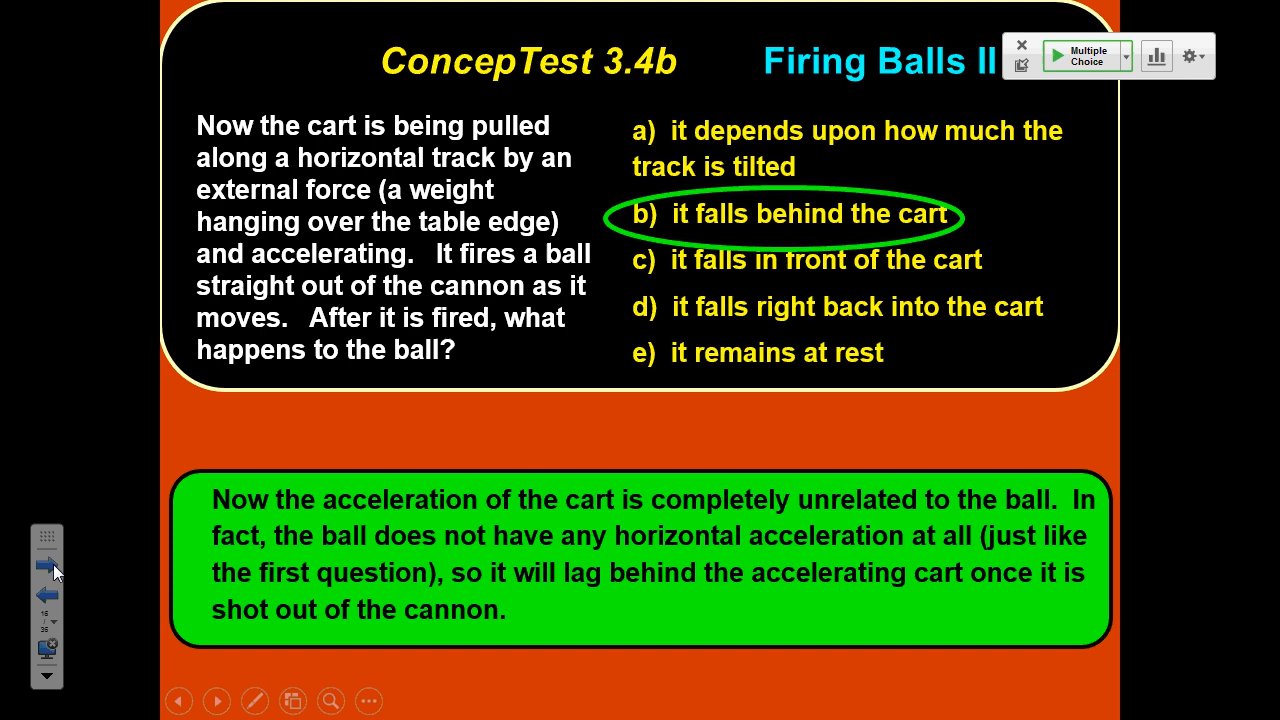 ConcepTest 3.4b Firing Balls II
Multiple
Choice
Now the cart is being pulled
along a horizontal track by an
external force (a weight
hanging over the table edge)
and accelerating. It fires a ball
straight out of the cannon as it
moves. After it is fired, what
happens to the ball?
a) it depends upon how much the
track is tilted
b) it falls behind the cart
c) it falls in front of the cart
d) it falls right back into the cart
e) it remains at rest
Now the acceleration of the cart is completely unrelated to the ball. In
fact, the ball does not have any horizontal acceleration at all (just like
the first question), so it will lag behind the accelerating cart once it is
shot out of the cannon.
16
/
35